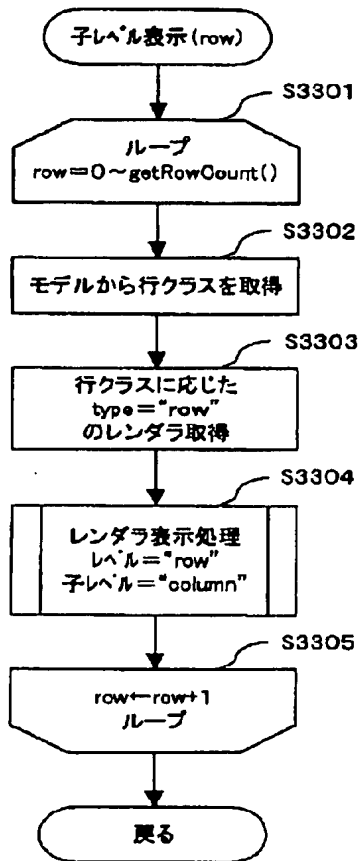 子レベル表示(row)
S3301
ループ
row=0~getRowCount()
S3302
モデルから行クラスを取得
S3303
行クラスに応じた
type="row"
のレンダラ取得
S3304
レンダラ表示処理
レベル="row"
子レベル="column"
S3305
row←row+1
ループ
戻る